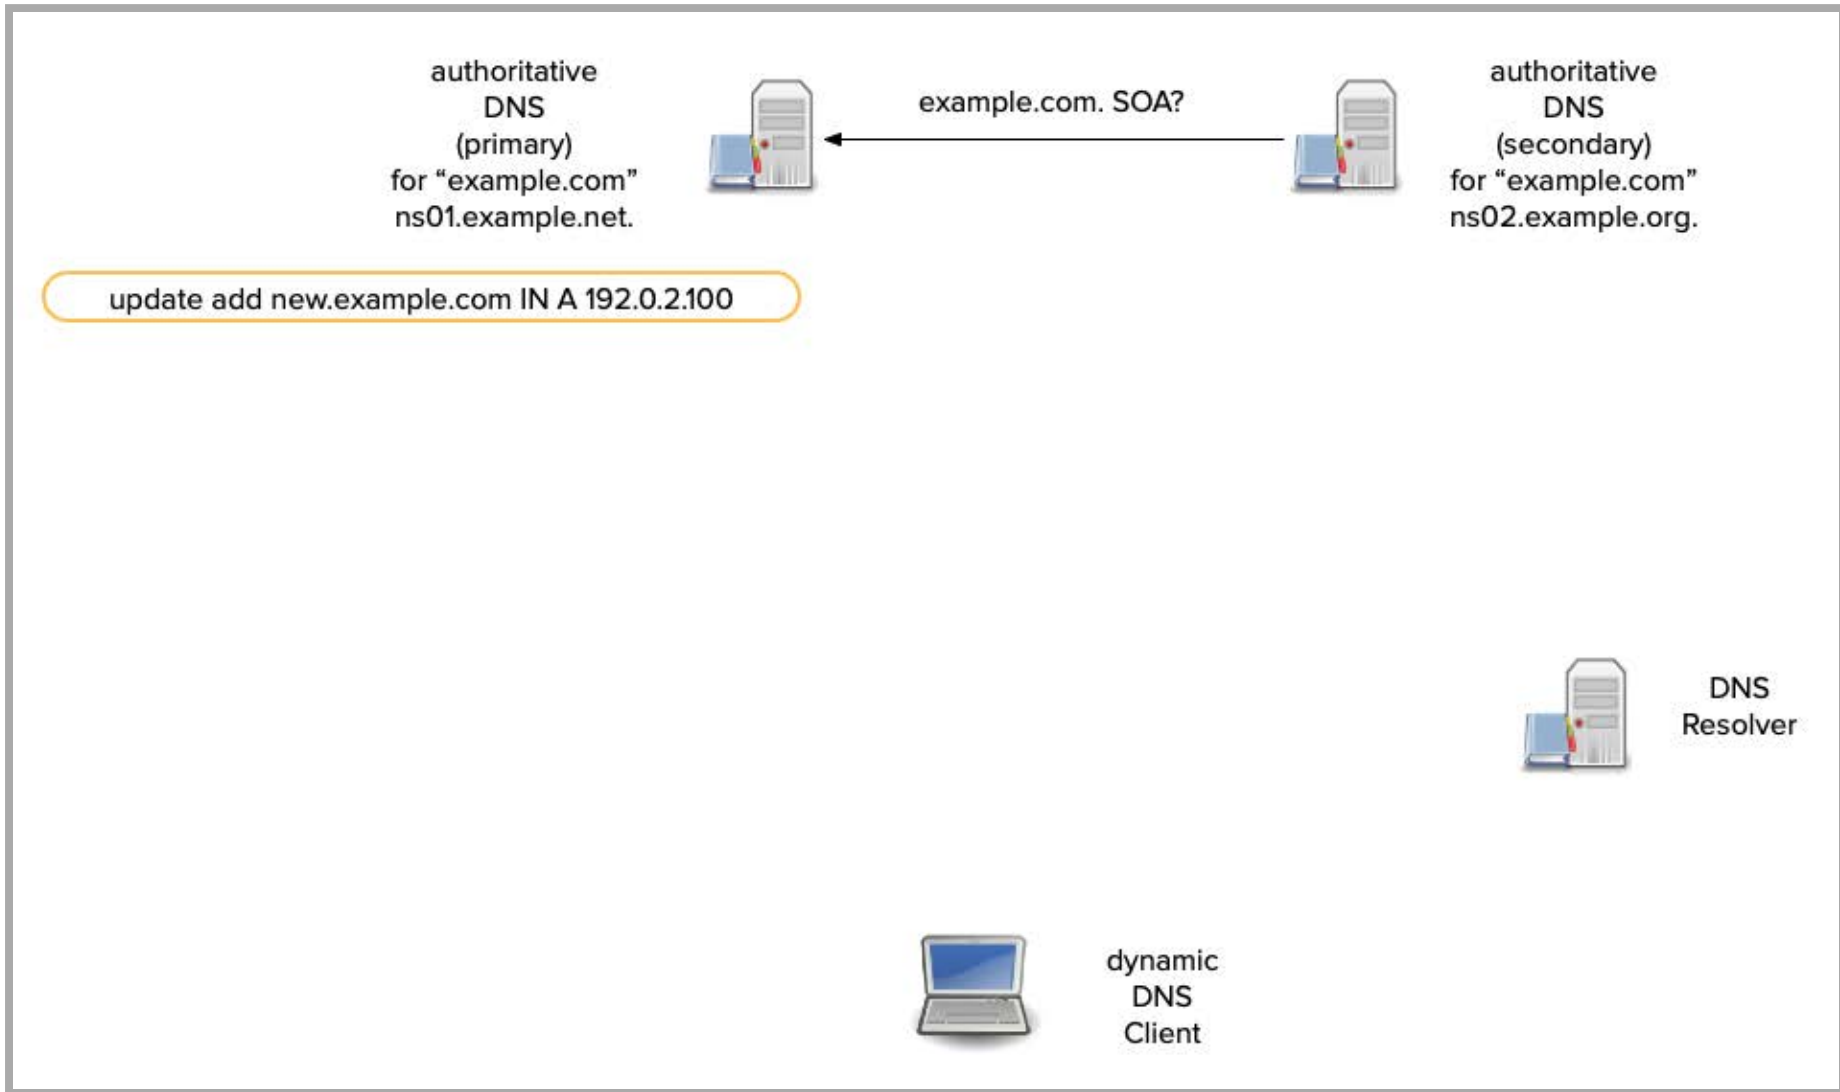 authoritative
DNS
(primary)
for “example.com”
ns01.example.net.
example.com. SOA?
authoritative
DNS
(secondary)
for “example.com”
ns02.example.org.
update add new.example.com IN A 192.0.2.100
DNS
Resolver
dynamic
DNS
Client